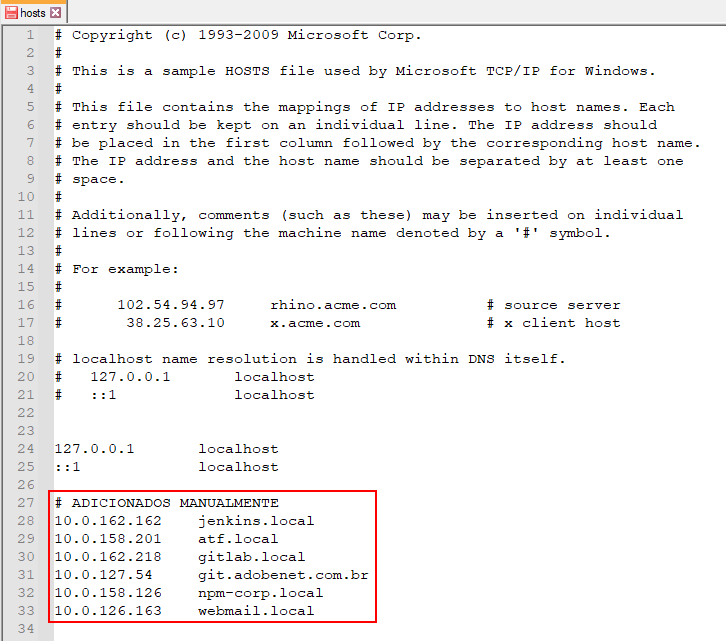 hosts
1 # Copyright (c) 1993-2009 Microsoft Corp.
2 #
3 # This is a sample HOSTS file used by Microsoft TCP/IP for Windows.
4 #
5 # This file contains the mappings of IP addresses to host names. Each
6 # entry should be kept on an individual line. The IP address should
7 # be placed in the first column followed by the corresponding host name.
8 # The IP address and the host name should be separated by at least one
9 # space.
10 #
11 # Additionally, comments (such as these) may be inserted on individual
12 # lines or following the machine name denoted by a '#' symbol.
13 #
14 # For example:
15 #
16 #      102.54.94.97     rhino.acme.com          # source server
17 #       38.25.63.10     x.acme.com              # x client host
18
19 # localhost name resolution is handled within DNS itself.
20 #   127.0.0.1       localhost
21 #   ::1             localhost
22
23
24 127.0.0.1       localhost
25 ::1             localhost
26
27 # ADICIONADOS MANUALMENTE
28 10.0.162.162    jenkins.local
29 10.0.158.201    atf.local
30 10.0.162.218    gitlab.local
31 10.0.127.54     git.adobenet.com.br
32 10.0.158.126    npm-corp.local
33 10.0.126.163    webmail.local
34